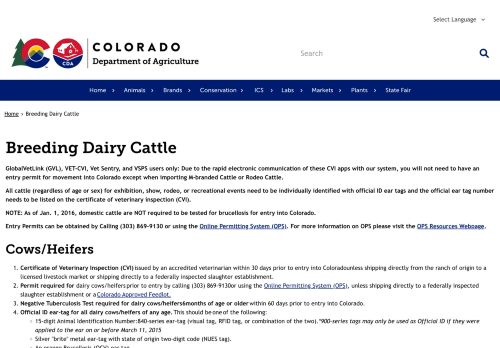 Select Language
COLORADO
CDA
Department of Agriculture
Search
Home Animals Brands Conservation ICS Labs Markets Plants State Fair
Home > Breeding Dairy Cattle
Breeding Dairy Cattle
GlobalVetLink (GVL), VET-CVI, Vet Sentry, and VSPS users only: Due to the rapid electronic communication of these CVI apps with our system, you will not need to have an
entry permit for movement into Colorado except when importing M-branded Cattle or Rodeo Cattle.
All cattle (regardless of age or sex) for exhibition, show, rodeo, or recreational events need to be individually identified with official ID ear tags and the official ear tag number
needs to be listed on the certificate of veterinary inspection (CVI).
NOTE: As of Jan. 1, 2016, domestic cattle are NOT required to be tested for brucellosis for entry into Colorado.
Entry Permits can be obtained by Calling (303) 869-9130 or using the Online Permitting System (OPS). For more information on OPS please visit the OPS Resources Webpage.
Cows/Heifers
1. Certificate of Veterinary Inspection (CVI) issued by an accredited veterinarian within 30 days prior to entry into Coloradounless shipping directly from the ranch of origin to a
licensed livestock market or shipping directly to a federally inspected slaughter establishment.
2. Permit required for dairy cows/heifers prior to entry by calling (303) 869-9130or using the Online Permitting System (OPS), unless shipping directly to a federally inspected
slaughter establishment or a Colorado Approved Feedlot.
3. Negative Tuberculosis Test required for dairy cows/heifers6months of age or older within 60 days prior to entry into Colorado.
4. Official ID ear-tag for all dairy cows/heifers of any age. This should be one of the following:
15-digit Animal Identification Number:840-series ear-tag (visual tag, RFID tag, or combination of the two).*900-series tags may only be used as Official ID if they were
applied to the ear on or before March 11, 2015
Silver "brite" metal ear-tag with state of origin two-digit code (NUES tag).